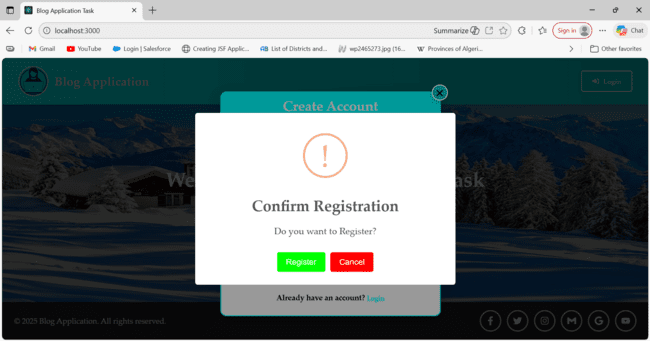 Blog Application Task
localhost:3000
Summarize
Sign in
Chat
Gmail
YouTube
Login | Salesforce
Creating JSF Applic...
List of Districts and...
wp2465273.jpg (16...
Provinces of Algeri...
Other favorites
Blog Application
Login
Create Account
!
Confirm Registration
Do you want to Register?
Register
Cancel
Already have an account? Login
© 2025 Blog Application. All rights reserved.